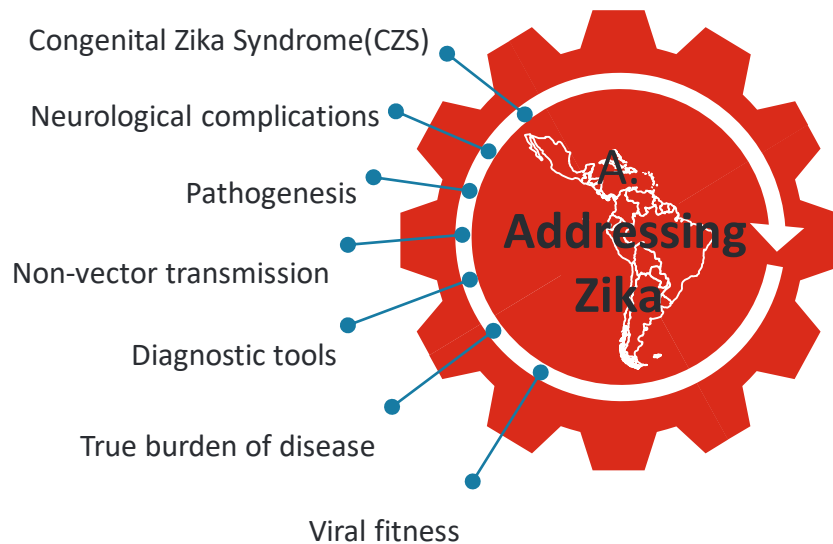 Congenital Zika Syndrome(CZS)
Neurological complications
Pathogenesis
Non-vector transmission
Diagnostic tools
True burden of disease
Viral fitness
A.
Addressing
Zika